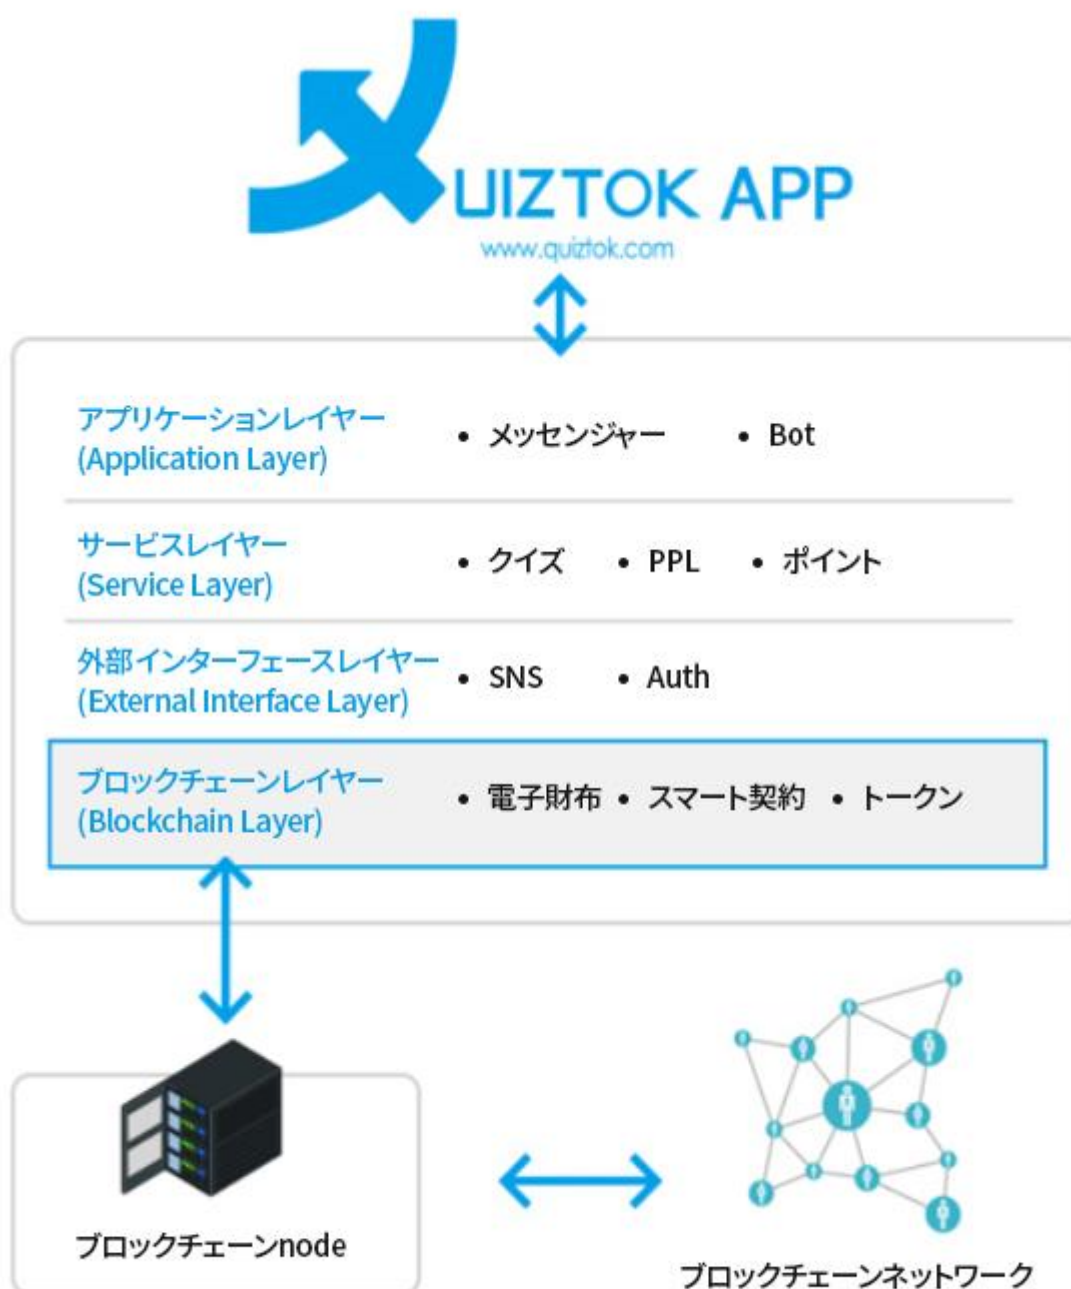 QUIZTOK APP
www.quiztok.com
アプリケーションレイヤー
(Application Layer)
• メッセンジャー • Bot
サービスレイヤー
(Service Layer)
• クイズ • PPL • ポイント
外部インターフェースレイヤー
(External Interface Layer)
• SNS • Auth
ブロックチェーンレイヤー
(Blockchain Layer)
• 電子財布 • スマート契約 • トークン
ブロックチェーンnode
ブロックチェーンネットワーク